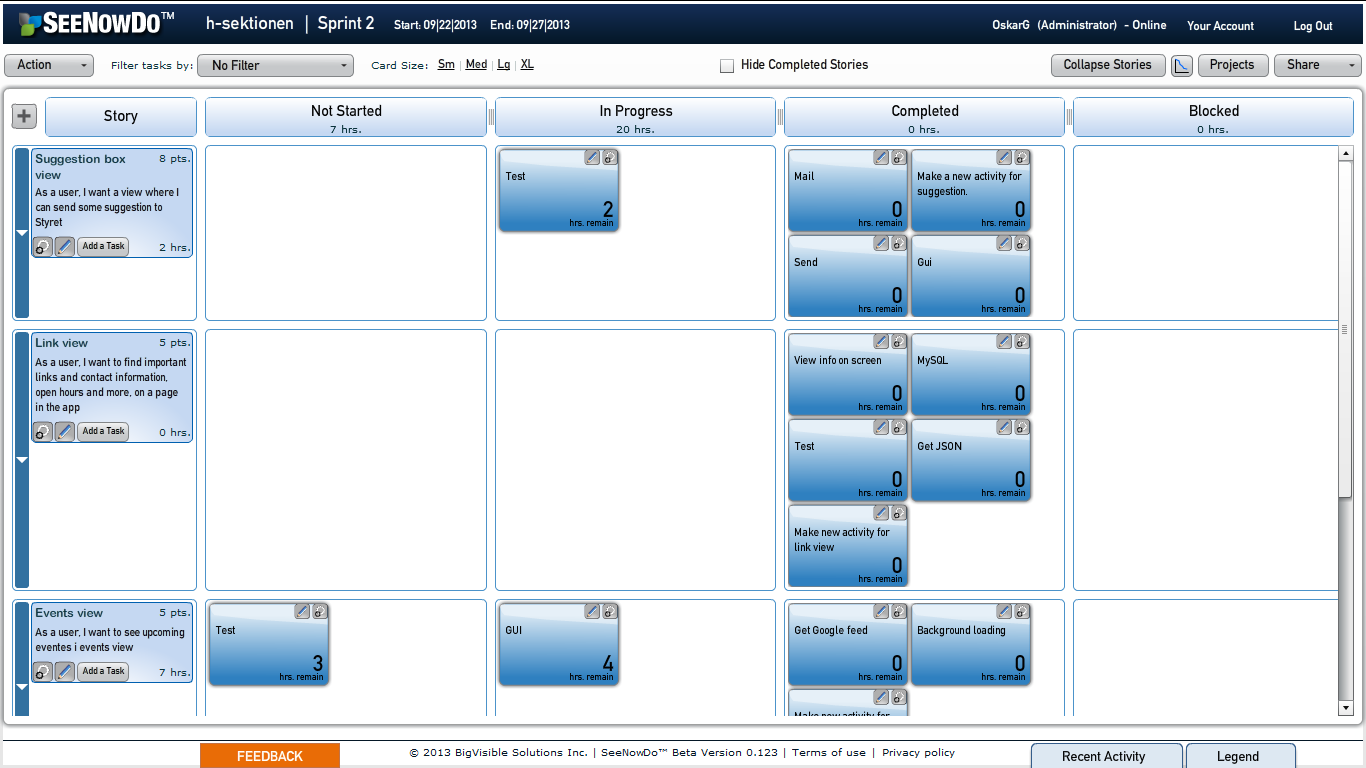 SeeNowDo™ h-sektionen | Sprint 2 Start: 09|22|2013 End: 09|27|2013 OskarG (Administrator) - Online Your Account Log Out
Action Filter tasks by: No Filter Card Size: Sm | Med | Lg | XL Hide Completed Stories Collapse Stories Projects Share
Story Not Started In Progress Completed Blocked
7 hrs. 20 hrs. 0 hrs. 0 hrs.
Suggestion box 8 pts.
view
As a user, I want a view where I
can send some suggestion to
Styret
Add a Task 2 hrs.
Test
2
hrs. remain
Mail
0
hrs. remain
Make a new activity for
suggestion.
0
hrs. remain
Send
0
hrs. remain
Gui
0
hrs. remain
Link view 5 pts.
As a user, I want to find important
links and contact information,
open hours and more, on a page
in the app
Add a Task 0 hrs.
View info on screen
0
hrs. remain
MySQL
0
hrs. remain
Test
0
hrs. remain
Get JSON
0
hrs. remain
Make new activity for
link view
0
hrs. remain
Events view 5 pts.
As a user, I want to see upcoming
eventes i events view
Add a Task 7 hrs.
Test
3
hrs. remain
GUI
4
hrs. remain
Get Google feed
0
hrs. remain
Background loading
0
hrs. remain
Make new activity for
FEEDBACK © 2013 BigVisible Solutions Inc. | SeeNowDo™ Beta Version 0.123 | Terms of use | Privacy policy Recent Activity Legend